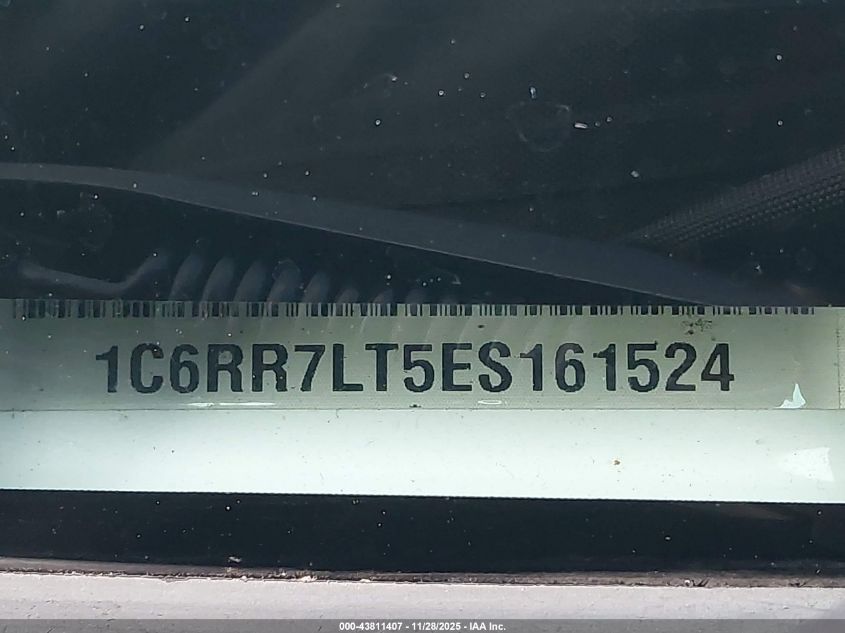 1C6RR7LT5ES161524
000-43811407 - 11/28/2025 - IAA Inc.